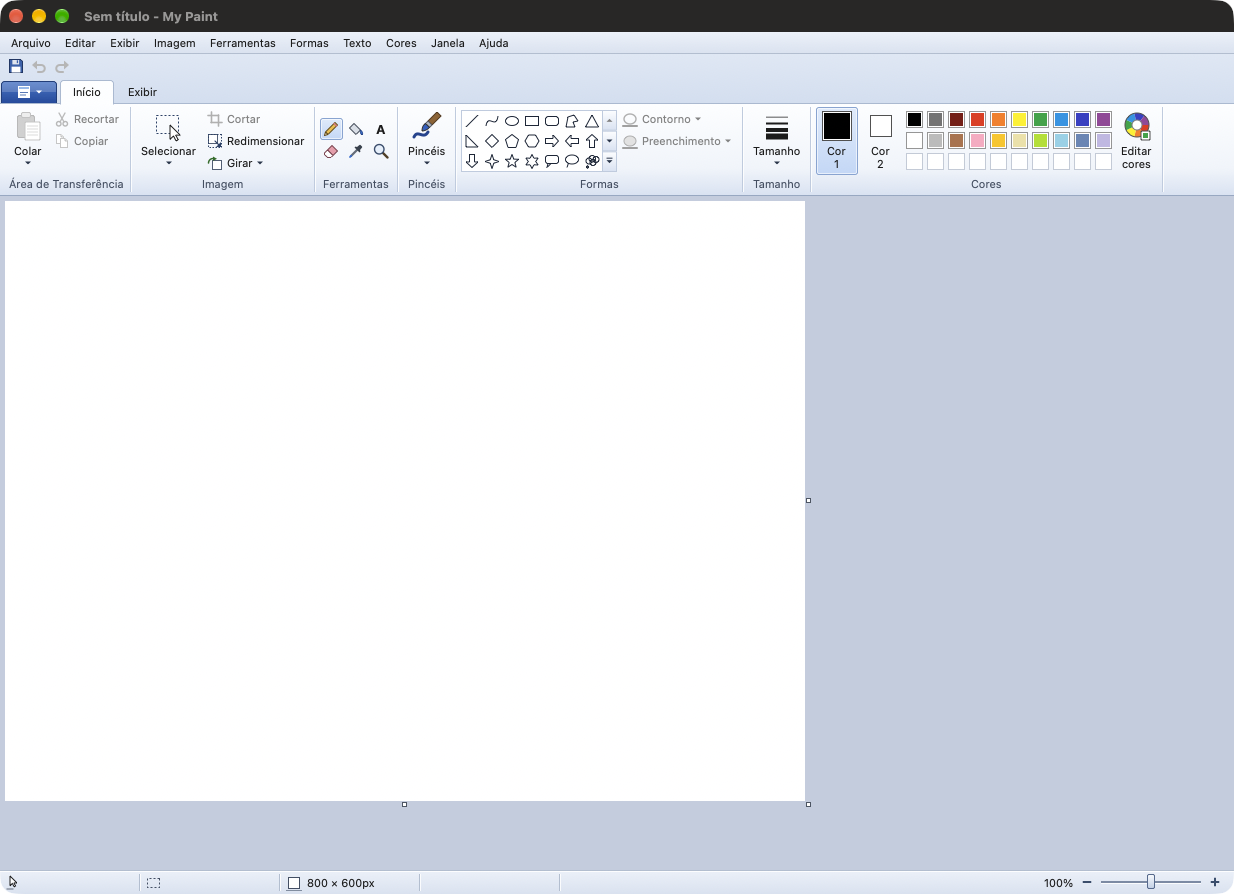 Sem título - My Paint
Arquivo Editar Exibir Imagem Ferramentas Formas Texto Cores Janela Ajuda
Início Exibir
Colar
Recortar
Copiar
Área de Transferência
Selecionar
Cortar
Redimensionar
Girar
Imagem
A
Ferramentas
Pincéis
Pincéis
Formas
Contorno
Preenchimento
Tamanho
Tamanho
Cor
1
Cor
2
Editar
cores
Cores
800 × 600px
100%